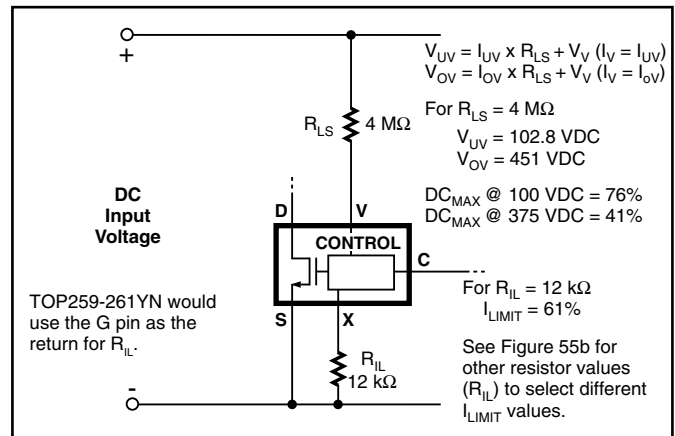 +
V_UV = I_UV x R_LS + V_V (I_V = I_UV)
V_OV = I_OV x R_LS + V_V (I_V = I_oV)
For R_LS = 4 MΩ
V_UV = 102.8 VDC
V_OV = 451 VDC
DC_MAX @ 100 VDC = 76%
DC_MAX @ 375 VDC = 41%
R_LS
4 MΩ
DC
Input
Voltage
D
V
CONTROL
C
S
X
TOP259-261YN would
use the G pin as the
return for R_IL.
For R_IL = 12 kΩ
I_LIMIT = 61%
See Figure 55b for
other resistor values
(R_IL) to select different
I_LIMIT values.
R_IL
12 kΩ
-